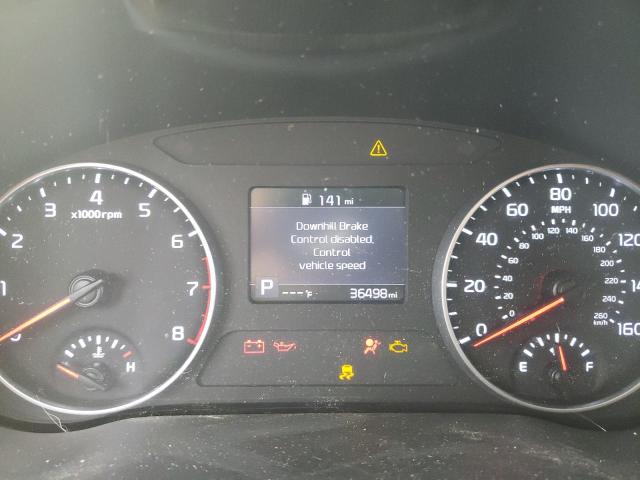 141 mi
Downhill Brake
Control disabled.
Control
vehicle speed
P
---°F
36498 mi
1 2 3 4 5 6 7 8
x1000rpm
H
0 20 40 60 80 100 120 160
MPH
0 20 40 60 80 100 120 140 160 180 200 220 240 260
km/h
E F